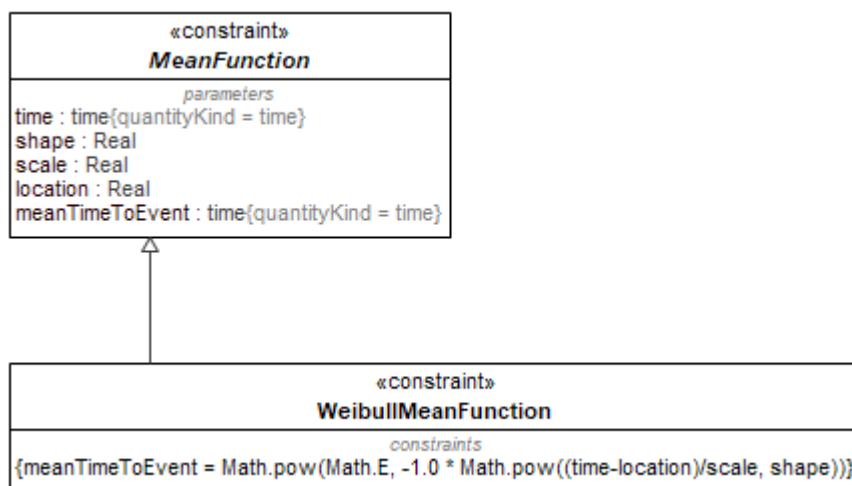 «constraint»
MeanFunction
parameters
time : time{quantityKind = time}
shape : Real
scale : Real
location : Real
meanTimeToEvent : time{quantityKind = time}
«constraint»
WeibullMeanFunction
constraints
{meanTimeToEvent = Math.pow(Math.E, -1.0 * Math.pow((time-location)/scale, shape))}